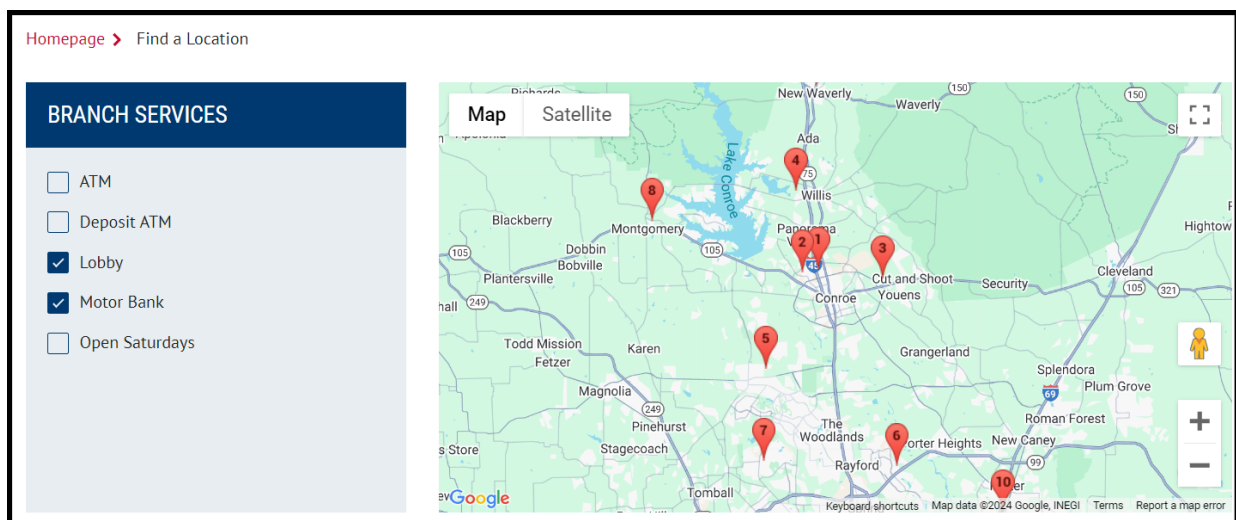 Homepage > Find a Location
BRANCH SERVICES
ATM
Deposit ATM
Lobby
Motor Bank
Open Saturdays
Map Satellite
New Waverly
150
Waverly
150
Ada
Lake Conroe
4
75
8
Willis
Blackberry
Montgomery
Panorama
105
2
1
3
105
Dobbin
Bobville
45
Cut and Shoot
Cleveland
Plantersville
Security
105
321
249
Conroe
Youens
5
Todd Mission
Karen
Grangerland
Fetzer
Splendora
Magnolia
69
Plum Grove
249
Pinehurst
Roman Forest
7
The
Woodlands
6
Porter Heights
New Caney
Stagecoach
Rayford
99
10
Tomball
Google
Keyboard shortcuts Map data ©2024 Google, INEGI Terms Report a map error